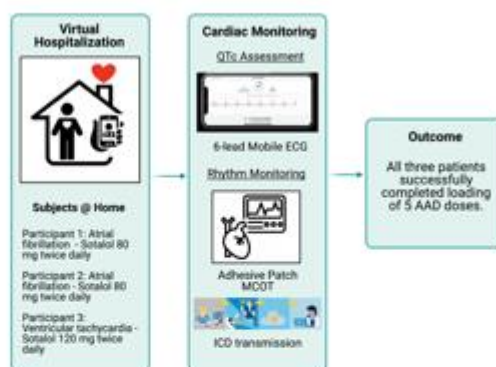 Virtual
Hospitalization
Subjects @ Home
Participant 1: Atrial
fibrillation - Sotalol 80
mg twice daily
Participant 2: Atrial
fibrillation - Sotalol 80
mg twice daily
Participant 3:
Ventricular tachycardia -
Sotalol 120 mg twice
daily
Cardiac Monitoring
QTc Assessment
6-lead Mobile ECG
Rhythm Monitoring
Adhesive Patch
MCOT
ICD transmission
Outcome
All three patients
successfully
completed loading
of 5 AAD doses.